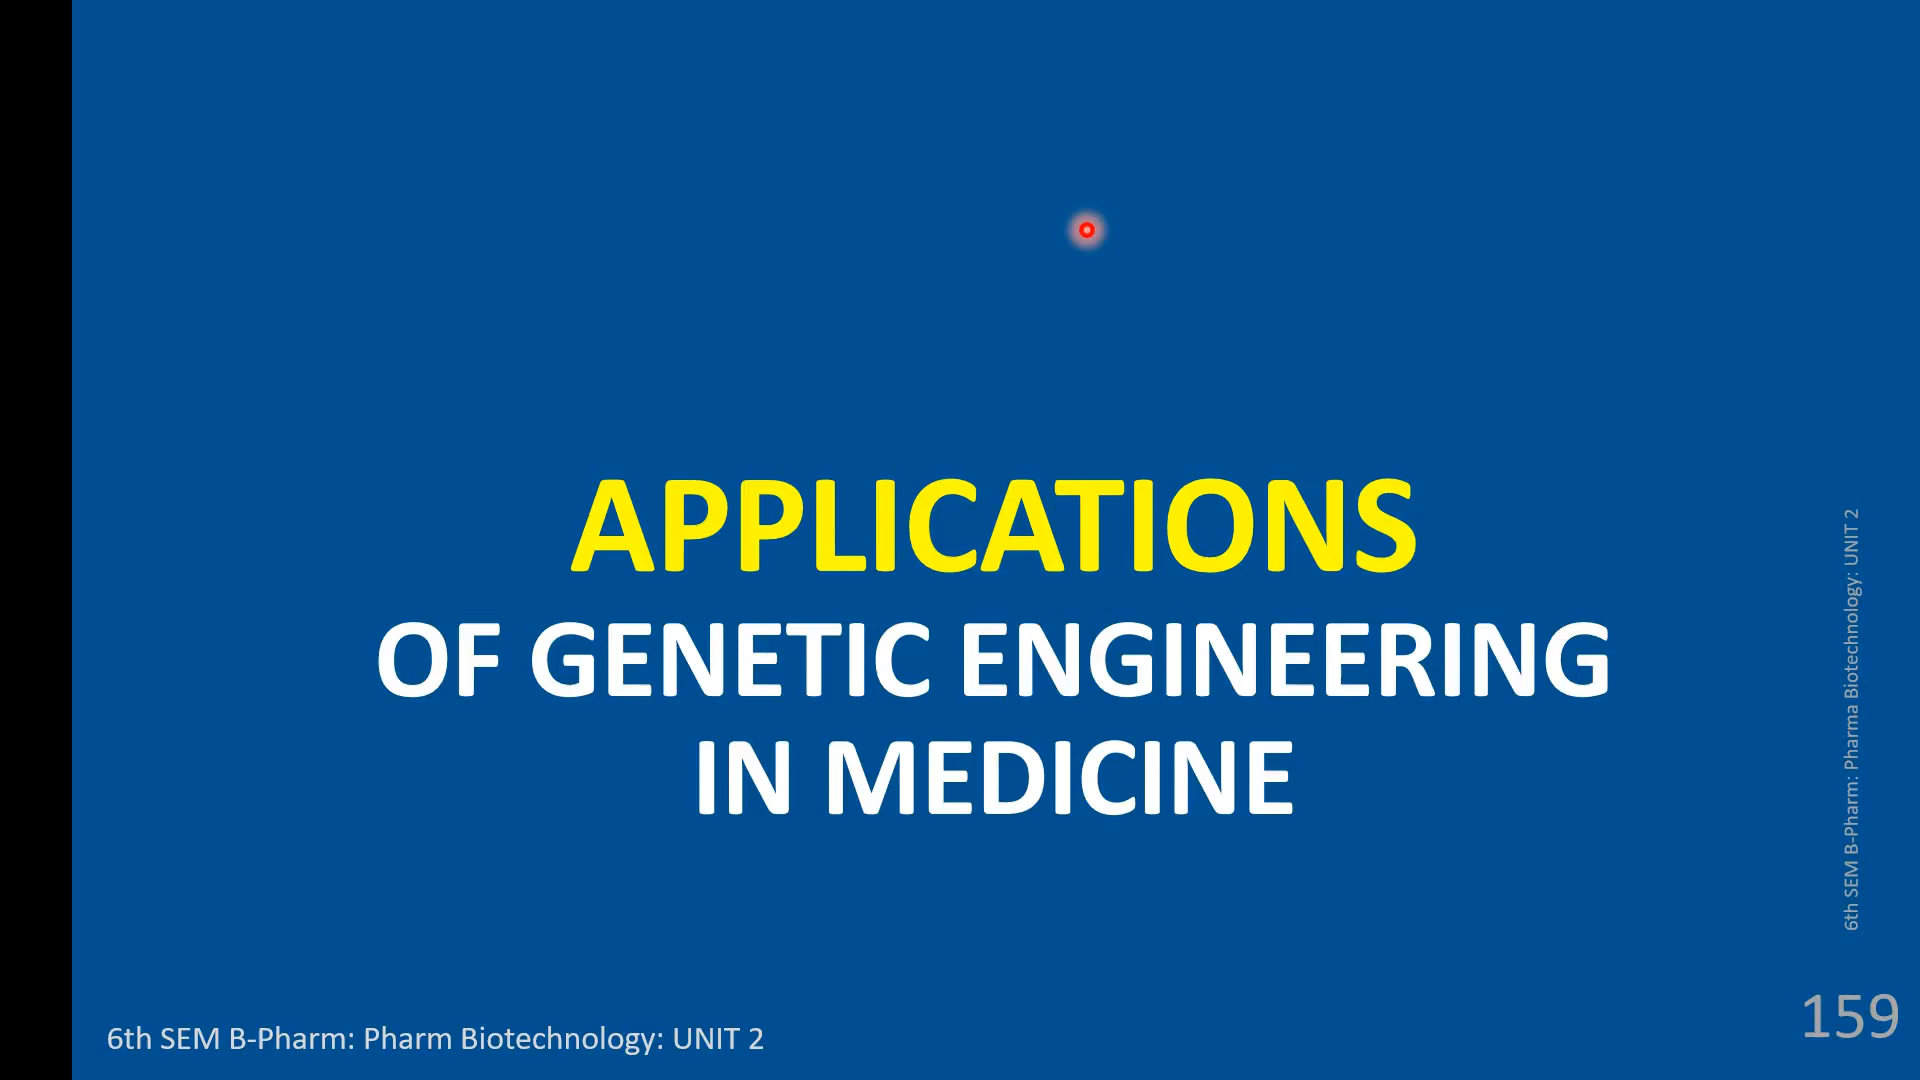 APPLICATIONS
OF GENETIC ENGINEERING
IN MEDICINE
6th SEM B-Pharm: Pharma Biotechnology: UNIT 2
6th SEM B-Pharm: Pharm Biotechnology: UNIT 2
159